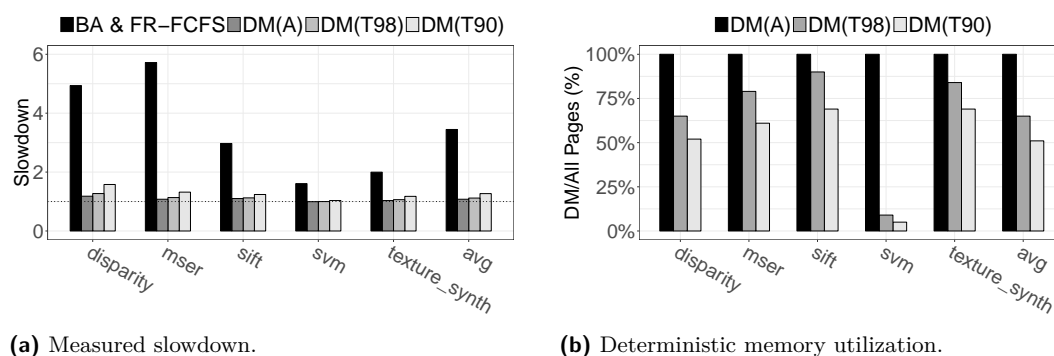 BA & FR−FCFS DM(A) DM(T98) DM(T90)
Slowdown
6
4
2
0
disparity mser sift svm texture_synth avg
(a) Measured slowdown.
DM(A) DM(T98) DM(T90)
DM/All Pages (%)
100%
75%
50%
25%
0%
disparity mser sift svm texture_synth avg
(b) Deterministic memory utilization.